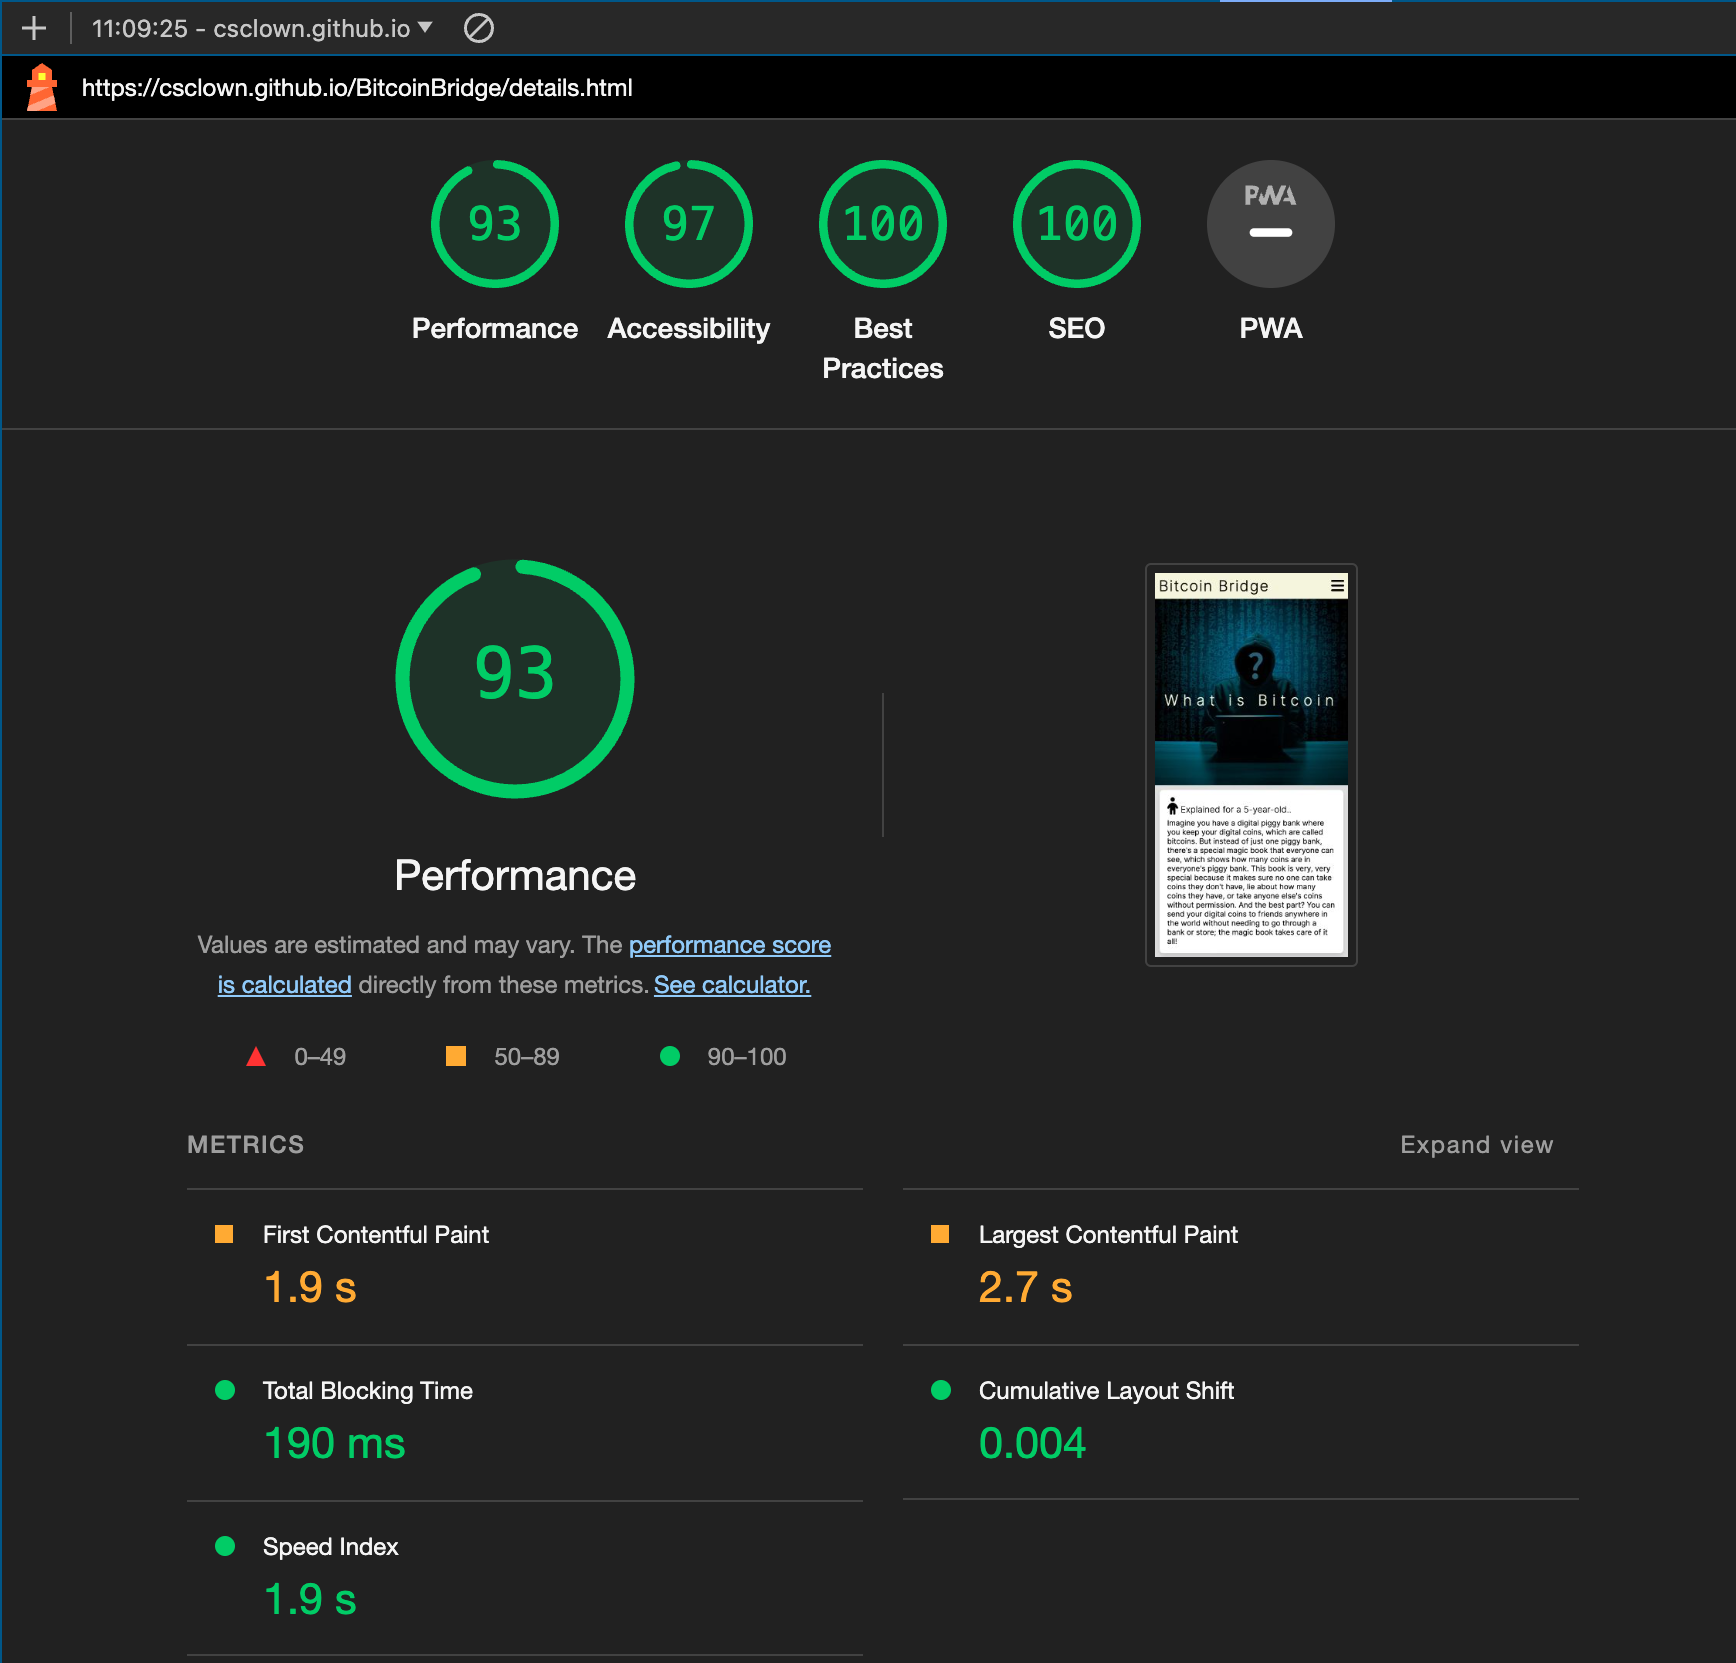 11:09:25 - csclown.github.io
https://csclown.github.io/BitcoinBridge/details.html
93
97
100
100
PWA
Performance
Accessibility
Best
Practices
SEO
PWA
93
Performance
Values are estimated and may vary. The performance score
is calculated directly from these metrics. See calculator.
0–49
50–89
90–100
Bitcoin Bridge
?
What is Bitcoin
Explained for a 5-year-old..
Imagine you have a digital piggy bank where
you keep your digital coins, which are called
bitcoins. But instead of just one piggy bank,
there's a special magic book that everyone can
see, which shows how many coins are in
everyone's piggy bank. This book is very, very
special because it makes sure no one can take
coins they don't have, lie about how many
coins they have, or take anyone else's coins
without permission. And the best part? You can
send your digital coins to friends anywhere in
the world without needing to go through a
bank or store; the magic book takes care of it
all!
METRICS
Expand view
First Contentful Paint
1.9 s
Largest Contentful Paint
2.7 s
Total Blocking Time
190 ms
Cumulative Layout Shift
0.004
Speed Index
1.9 s